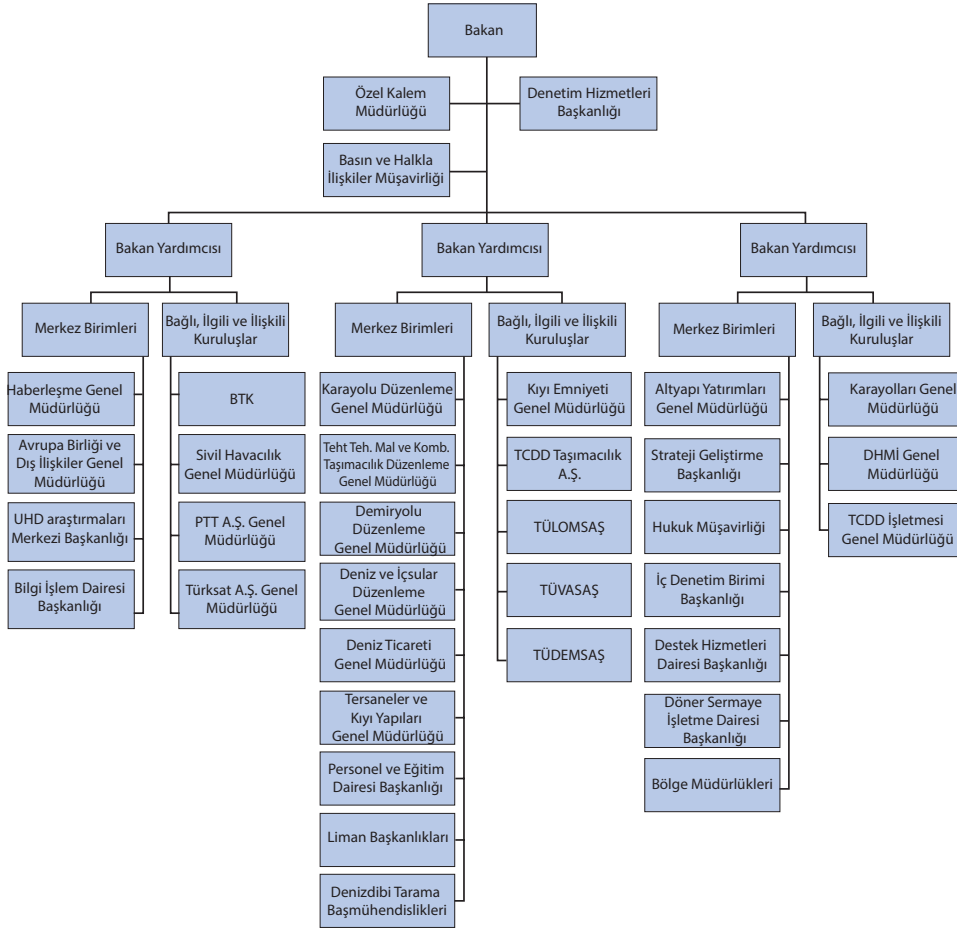 Bakan
Özel Kalem
Müdürlüğü
Denetim Hizmetleri
Başkanlığı
Basın ve Halkla
İlişkiler Müşavirliği
Bakan Yardımcısı
Merkez Birimleri
Haberleşme Genel
Müdürlüğü
Avrupa Birliği ve
Dış İlişkiler Genel
Müdürlüğü
UHD araştırmaları
Merkezi Başkanlığı
Bilgi İşlem Dairesi
Başkanlığı
Bağlı, İlgili ve İlişkili
Kuruluşlar
BTK
Sivil Havacılık
Genel Müdürlüğü
PTT A.Ş. Genel
Müdürlüğü
Türksat A.Ş. Genel
Müdürlüğü
Bakan Yardımcısı
Merkez Birimleri
Karayolu Düzenleme
Genel Müdürlüğü
Teht Teh. Mal ve Komb.
Taşımacılık Düzenleme
Genel Müdürlüğü
Demiryolu
Düzenleme
Genel Müdürlüğü
Deniz ve İçsular
Düzenleme
Genel Müdürlüğü
Deniz Ticareti
Genel Müdürlüğü
Tersaneler ve
Kıyı Yapıları
Genel Müdürlüğü
Personel ve Eğitim
Dairesi Başkanlığı
Liman Başkanlıkları
Denizdibi Tarama
Başmühendislikleri
Bağlı, İlgili ve İlişkili
Kuruluşlar
Kıyı Emniyeti
Genel Müdürlüğü
TCDD Taşımacılık
A.Ş.
TÜLOMSAŞ
TÜVASAŞ
TÜDEMSAŞ
Bakan Yardımcısı
Merkez Birimleri
Altyapı Yatırımları
Genel Müdürlüğü
Strateji Geliştirme
Başkanlığı
Hukuk Müşavirliği
İç Denetim Birimi
Başkanlığı
Destek Hizmetleri
Dairesi Başkanlığı
Döner Sermaye
İşletme Dairesi
Başkanlığı
Bölge Müdürlükleri
Bağlı, İlgili ve İlişkili
Kuruluşlar
Karayolları Genel
Müdürlüğü
DHMİ Genel
Müdürlüğü
TCDD İşletmesi
Genel Müdürlüğü